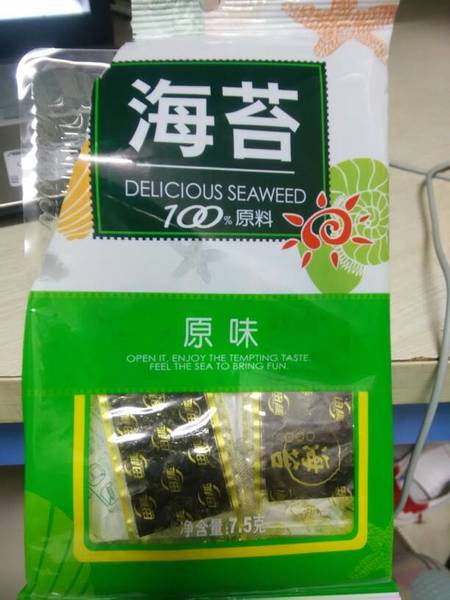 海苔
DELICIOUS SEAWEED
100%原料
原味
OPEN IT, ENJOY THE TEMPTING TASTE.
FEEL THE SEA TO BRING FUN.
净含量:7.5克